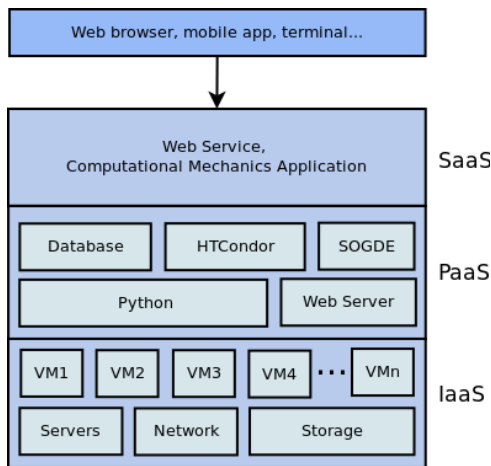 Web browser, mobile app, terminal...
Web Service,
Computational Mechanics Application
SaaS
Database HTCondor SOGDE
Python Web Server
PaaS
VM1 VM2 VM3 VM4 ... VMn
Servers Network Storage
IaaS